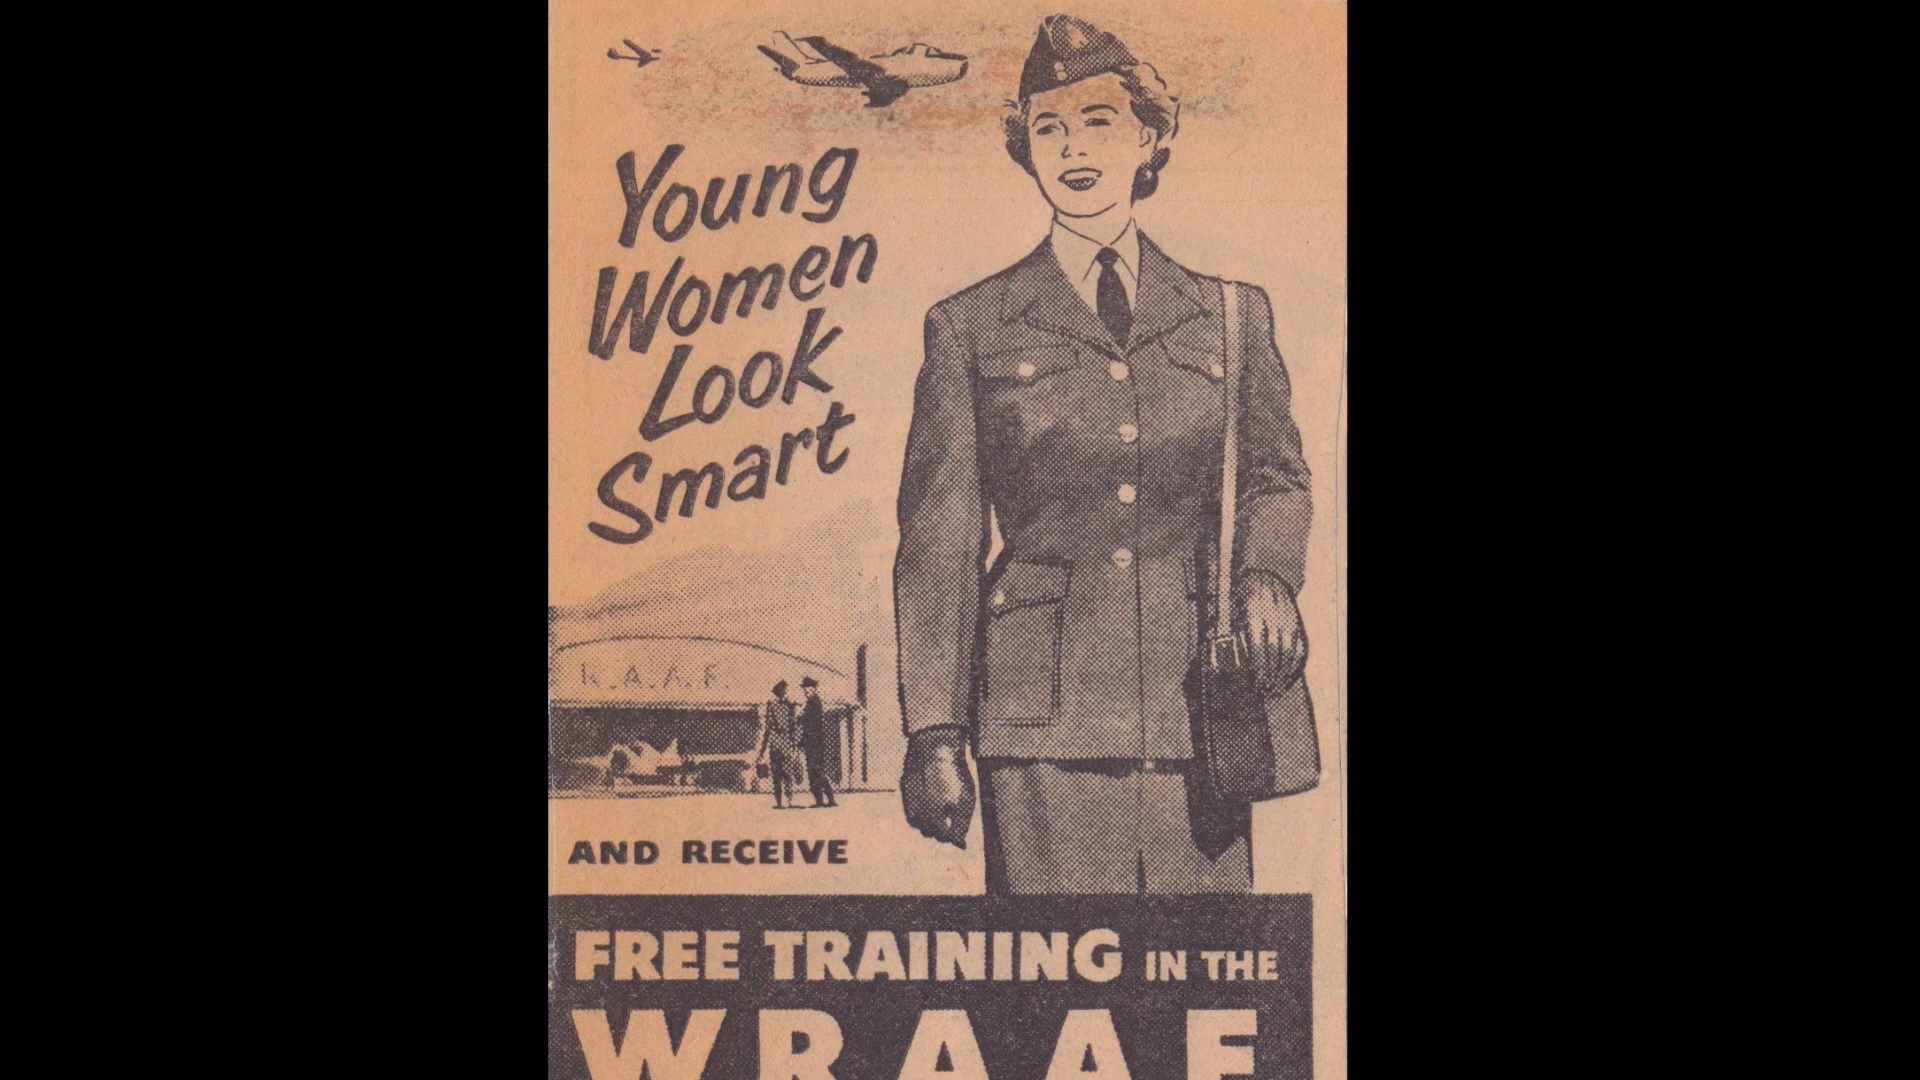 Young
Women
Look
Smart
R.A.A.F.
AND RECEIVE
FREE TRAINING IN THE
WRAAF